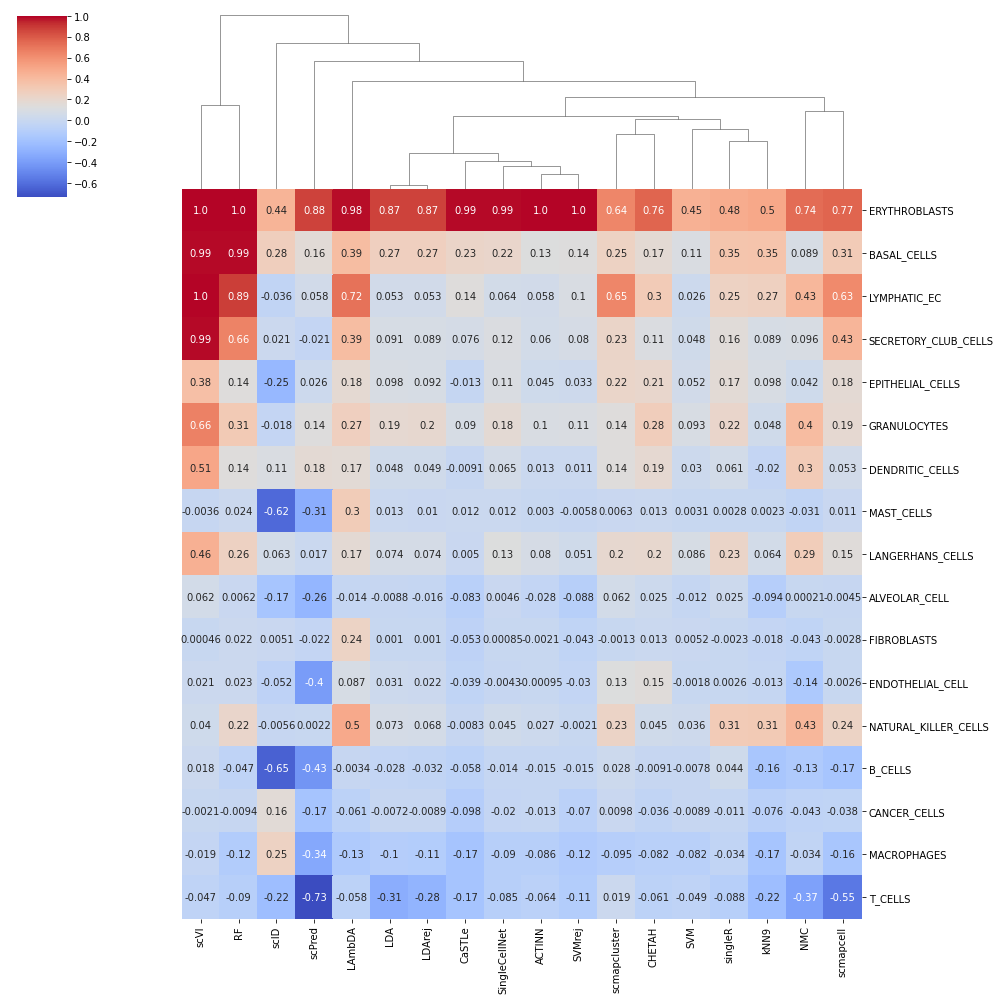 1.0
0.8
0.6
0.4
0.2
0.0
−0.2
−0.4
−0.6
1.0 1.0 0.44 0.88 0.98 0.87 0.87 0.99 0.99 1.0 1.0 0.64 0.76 0.45 0.48 0.5 0.74 0.77 ERYTHROBLASTS
0.99 0.99 0.28 0.16 0.39 0.27 0.27 0.23 0.22 0.13 0.14 0.25 0.17 0.11 0.35 0.35 0.089 0.31 BASAL_CELLS
1.0 0.89 -0.036 0.058 0.72 0.053 0.053 0.14 0.064 0.058 0.1 0.65 0.3 0.026 0.25 0.27 0.43 0.63 LYMPHATIC_EC
0.99 0.66 0.021 -0.021 0.39 0.091 0.089 0.076 0.12 0.06 0.08 0.23 0.11 0.048 0.16 0.089 0.096 0.43 SECRETORY_CLUB_CELLS
0.38 0.14 -0.25 0.026 0.18 0.098 0.092 -0.013 0.11 0.045 0.033 0.22 0.21 0.052 0.17 0.098 0.042 0.18 EPITHELIAL_CELLS
0.66 0.31 -0.018 0.14 0.27 0.19 0.2 0.09 0.18 0.1 0.11 0.14 0.28 0.093 0.22 0.048 0.4 0.19 GRANULOCYTES
0.51 0.14 0.11 0.18 0.17 0.048 0.049 -0.0091 0.065 0.013 0.011 0.14 0.19 0.03 0.061 -0.02 0.3 0.053 DENDRITIC_CELLS
-0.0036 0.024 -0.62 -0.31 0.3 0.013 0.01 0.012 0.012 0.003 -0.0058 0.0063 0.013 0.0031 0.0028 0.0023 -0.031 0.011 MAST_CELLS
0.46 0.26 0.063 0.017 0.17 0.074 0.074 0.005 0.13 0.08 0.051 0.2 0.2 0.086 0.23 0.064 0.29 0.15 LANGERHANS_CELLS
0.062 0.0062 -0.17 -0.26 -0.014 -0.0088 -0.016 -0.083 0.0046 -0.028 -0.088 0.062 0.025 -0.012 0.025 -0.094 0.00021 -0.0045 ALVEOLAR_CELL
0.00046 0.022 0.0051 -0.022 0.24 0.001 0.001 -0.053 0.00085 -0.0021 -0.043 -0.0013 0.013 0.0052 -0.0023 -0.018 -0.043 -0.0028 FIBROBLASTS
0.021 0.023 -0.052 -0.4 0.087 0.031 0.022 -0.039 -0.0043 -0.00095 -0.03 0.13 0.15 -0.0018 0.0026 -0.013 -0.14 -0.0026 ENDOTHELIAL_CELL
0.04 0.22 -0.0056 0.0022 0.5 0.073 0.068 -0.0083 0.045 0.027 -0.0021 0.23 0.045 0.036 0.31 0.31 0.43 0.24 NATURAL_KILLER_CELLS
0.018 -0.047 -0.65 -0.43 -0.0034 -0.028 -0.032 -0.058 -0.014 -0.015 -0.015 0.028 -0.0091 -0.0078 0.044 -0.16 -0.13 -0.17 B_CELLS
-0.0021 -0.0094 0.16 -0.17 -0.061 -0.0072 -0.0089 -0.098 -0.02 -0.013 -0.07 0.0098 -0.036 -0.0089 -0.011 -0.076 -0.043 -0.038 CANCER_CELLS
-0.019 -0.12 0.25 -0.34 -0.13 -0.1 -0.11 -0.17 -0.09 -0.086 -0.12 -0.095 -0.082 -0.082 -0.034 -0.17 -0.034 -0.16 MACROPHAGES
-0.047 -0.09 -0.22 -0.73 -0.058 -0.31 -0.28 -0.17 -0.085 -0.064 -0.11 0.019 -0.061 -0.049 -0.088 -0.22 -0.37 -0.55 T_CELLS
scVI
RF
scID
scPred
LAmbDA
LDA
LDArej
CaSTLe
SingleCellNet
ACTINN
SVMrej
scmapcluster
CHETAH
SVM
singleR
kNN9
NMC
scmapcell